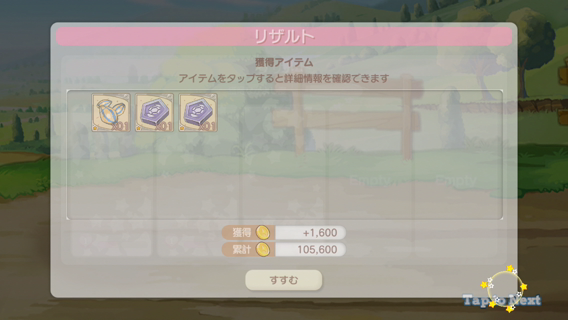 リザルト
獲得アイテム
アイテムをタップすると詳細情報を確認できます
獲得 +1,600
累計 105,600
すすむ
Tap to Next